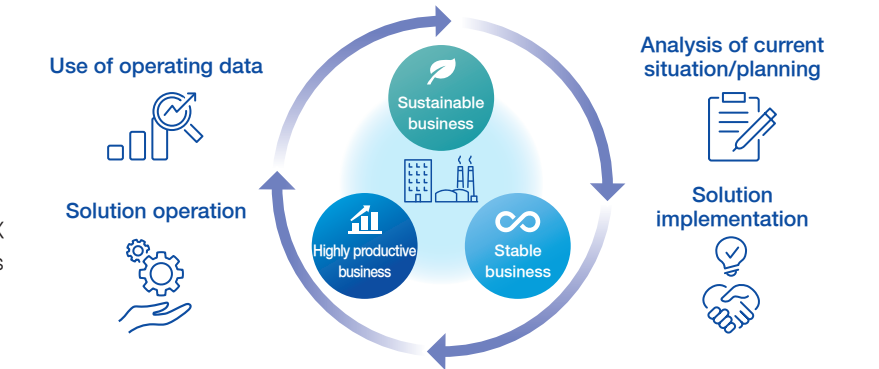 Use of operating data
Analysis of current
situation/planning
Sustainable
business
Solution operation
Solution
implementation
Highly productive
business
Stable
business
X
s